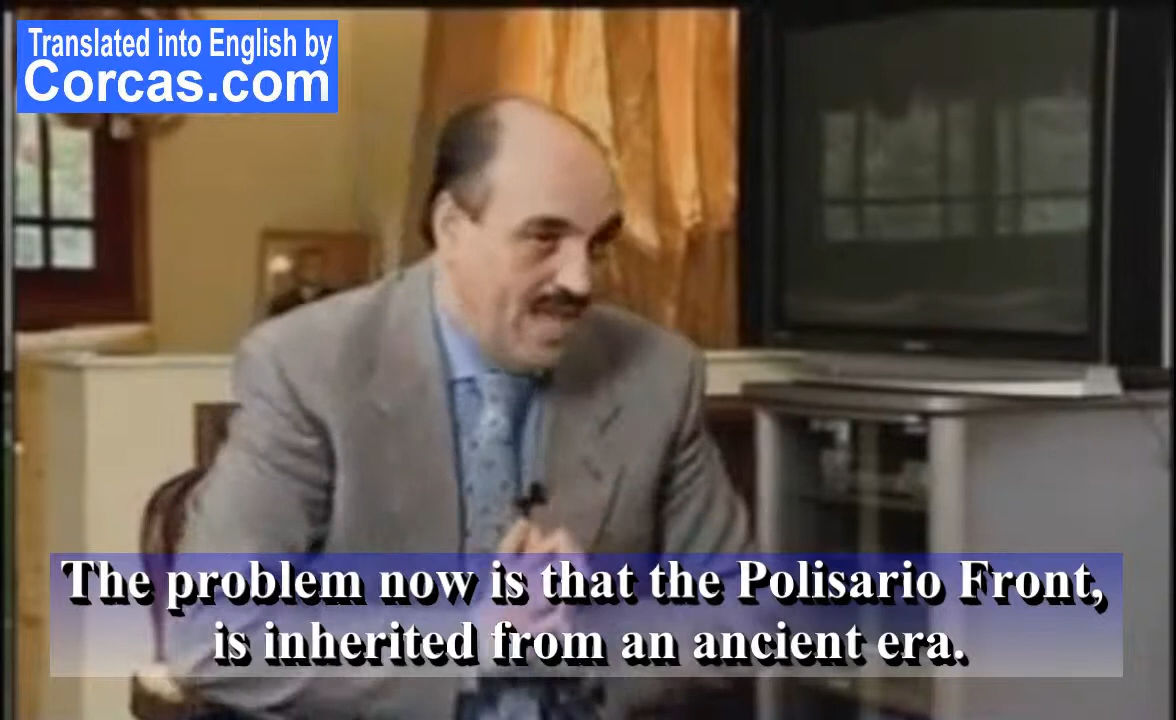 Translated into English by
Corcas.com
The problem now is that the Polisario Front,
is inherited from an ancient era.